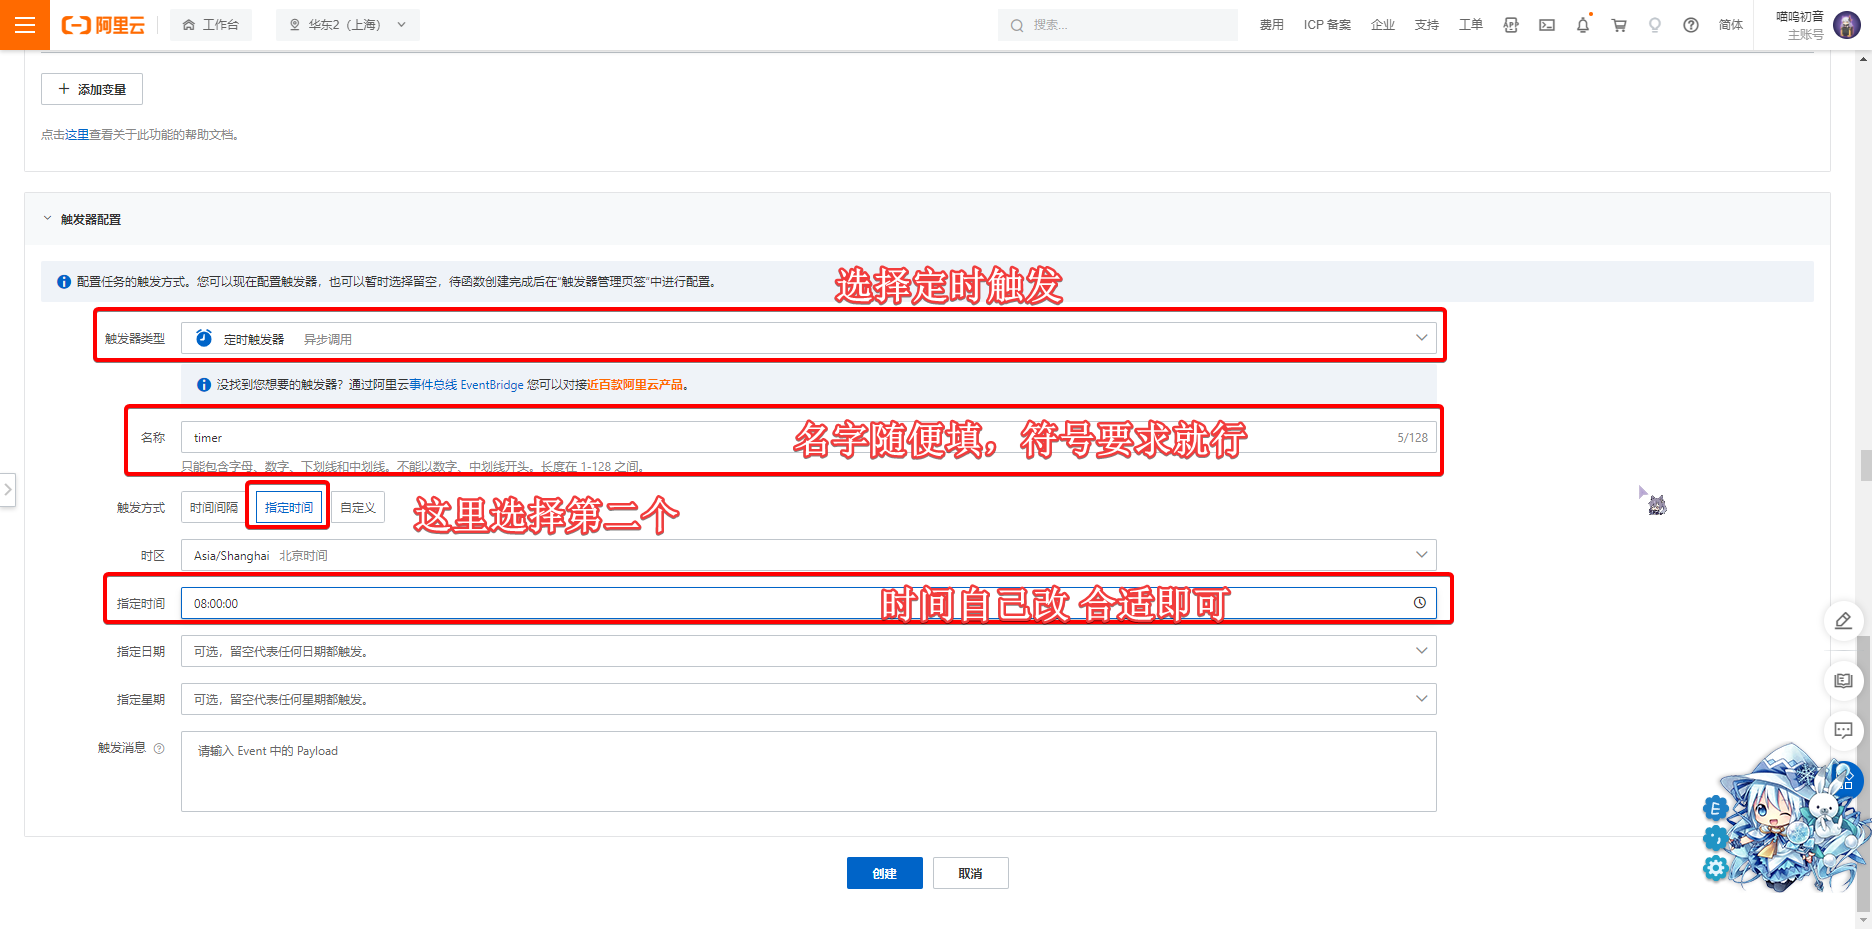 阿里云
工作台
华东2（上海）
搜索...
费用
ICP 备案
企业
支持
工单
简体
喵呜初音
主账号
添加变量
点击这里查看关于此功能的帮助文档。
触发器配置
配置任务的触发方式。您可以现在配置触发器，也可以暂时选择留空，待函数创建完成后在“触发器管理页签”中进行配置。
选择定时触发
触发器类型
定时触发器 异步调用
没找到您想要的触发器？通过阿里云事件总线 EventBridge 您可以对接近百款阿里云产品。
名称
timer
名字随便填，符号要求就行
5/128
只能包含字母、数字、下划线和中划线。不能以数字、中划线开头。长度在 1-128 之间。
触发方式
时间间隔
指定时间
自定义
这里选择第二个
时区
Asia/Shanghai 北京时间
指定时间
08:00:00
时间自己改 合适即可
指定日期
可选，留空代表任何日期都触发。
指定星期
可选，留空代表任何星期都触发。
触发消息
请输入 Event 中的 Payload
创建
取消